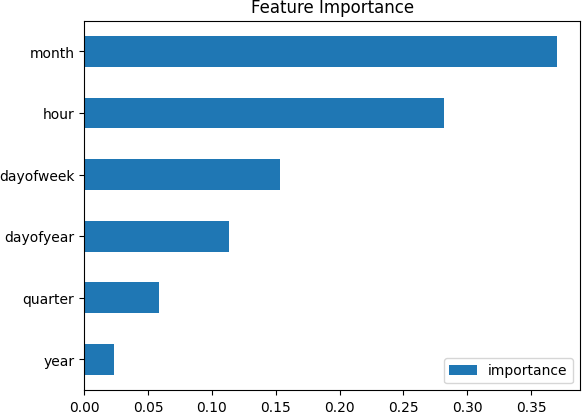 Feature Importance
month
hour
dayofweek
dayofyear
quarter
year
importance
0.00 0.05 0.10 0.15 0.20 0.25 0.30 0.35